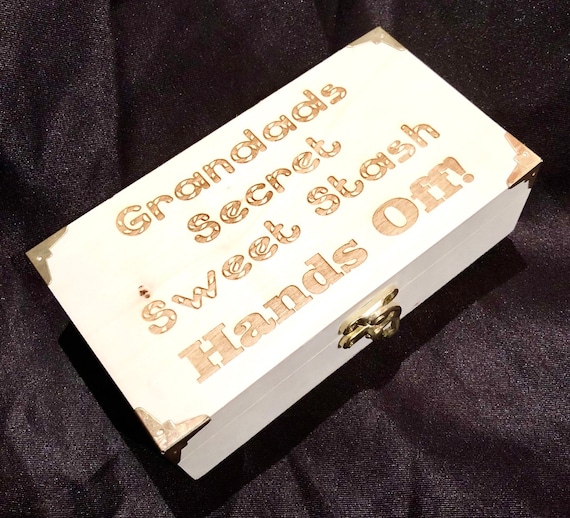 Grandads
Secret
Sweet Stash
Hands Off!